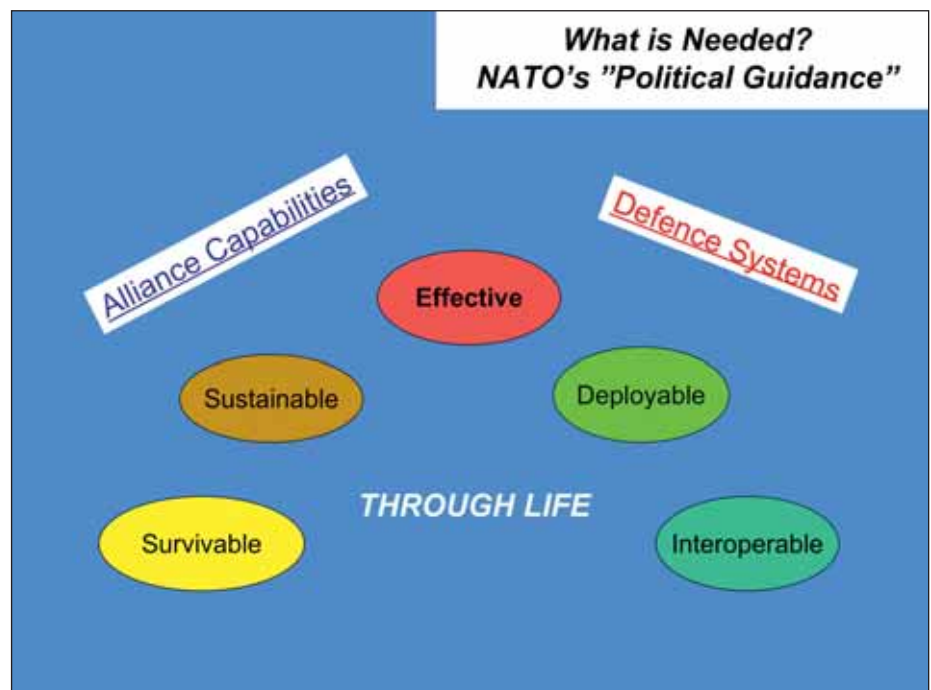 What is Needed?
NATO's ”Political Guidance”
Alliance Capabilities
Defence Systems
Effective
Sustainable
Deployable
THROUGH LIFE
Survivable
Interoperable